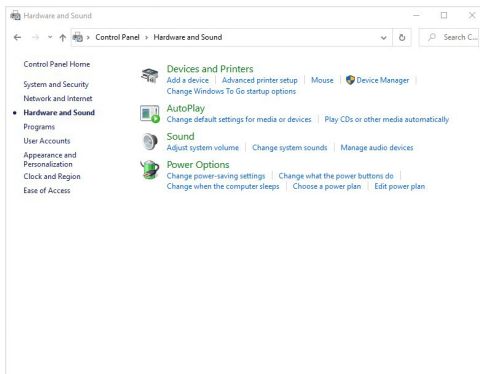 Hardware and Sound
Control Panel › Hardware and Sound
Search C...
Control Panel Home
System and Security
Network and Internet
Hardware and Sound
Programs
User Accounts
Appearance and
Personalization
Clock and Region
Ease of Access
Devices and Printers
Add a device | Advanced printer setup | Mouse | Device Manager |
Change Windows To Go startup options
AutoPlay
Change default settings for media or devices | Play CDs or other media automatically
Sound
Adjust system volume | Change system sounds | Manage audio devices
Power Options
Change power-saving settings | Change what the power buttons do |
Change when the computer sleeps | Choose a power plan | Edit power plan